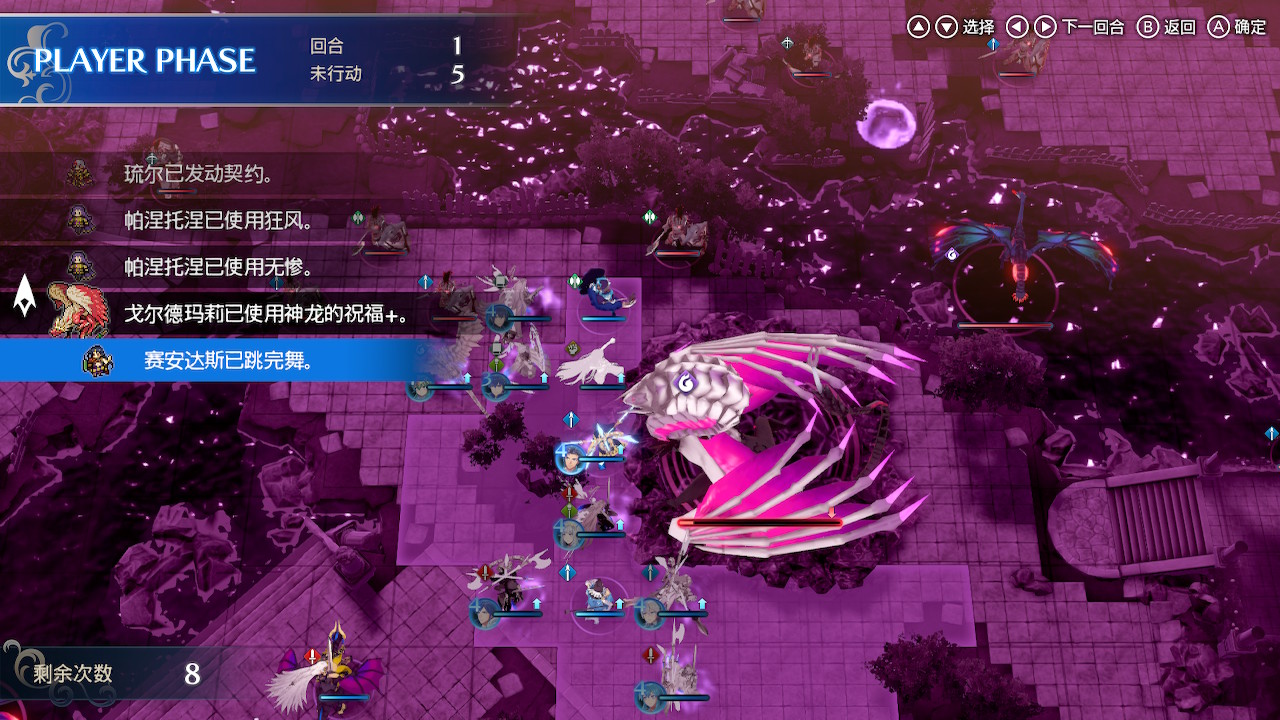 PLAYER PHASE
回合 1
未行动 5
选择 下一回合 B 返回 A 确定
琉尔已发动契约。
帕涅托涅已使用狂风。
帕涅托涅已使用无惨。
戈尔德玛莉已使用神龙的祝福+。
赛安达斯已跳完舞。
剩余次数 8